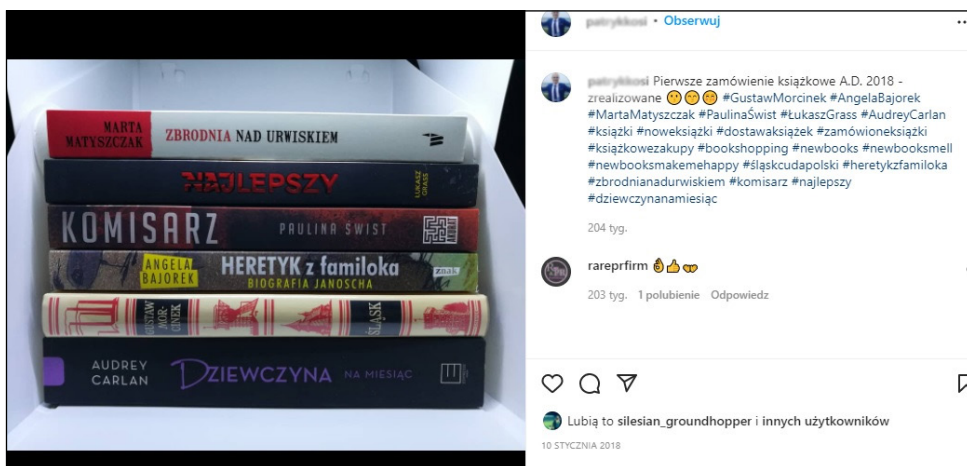 MARTA
MATYSZCZAK
ZBRODNIA NAD URWISKIEM
NAJLEPSZY
ŁUKASZ
GRASS
KOMISARZ
PAULINA ŚWIST
AKURAT
ANGELA
BAJOREK
HERETYK z familoka
BIOGRAFIA JANOSCHA
znak
GUSTAW
MOR-
CINEK
ŚLĄSK
AUDREY
CARLAN
DZIEWCZYNA NA MIESIĄC
• Obserwuj
Pierwsze zamówienie książkowe A.D. 2018 -
zrealizowane 😗😙😊 #GustawMorcinek #AngelaBajorek
#MartaMatyszczak #PaulinaŚwist #ŁukaszGrass #AudreyCarlan
#książki #noweksiążki #dostawaksiążek #zamówioneksiążki
#książkowezakupy #bookshopping #newbooks #newbooksmell
#newbooksmakemehappy #śląskcudapolski #heretykzfamiloka
#zbrodnianadurwiskiem #komisarz #najlepszy
#dziewczynanamiesiąc
204 tyg.
rareprfirm 👌👍
203 tyg. 1 polubienie Odpowiedz
Lubią to silesian_groundhopper i innych użytkowników
10 STYCZNIA 2018